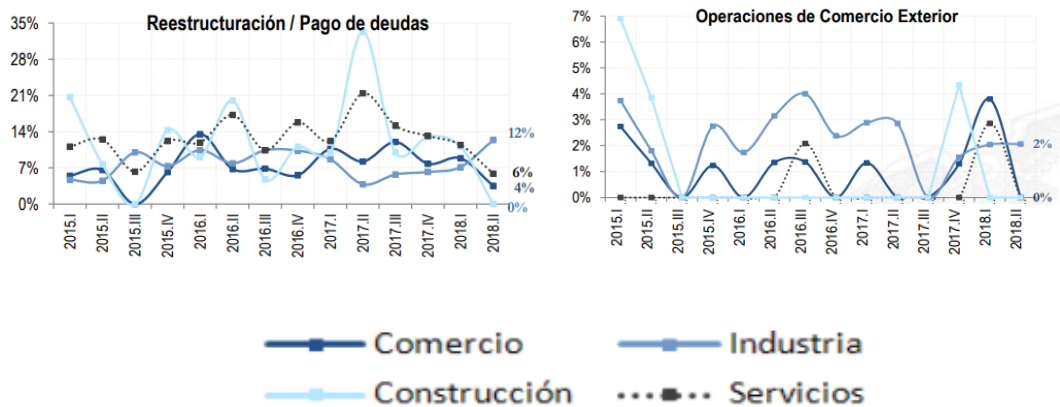 Reestructuración / Pago de deudas
35%
28%
21%
14%
7%
0%
12%
6%
4%
0%
2015.I
2015.II
2015.III
2015.IV
2016.I
2016.II
2016.III
2016.IV
2017.I
2017.II
2017.III
2017.IV
2018.I
2018.II
Operaciones de Comercio Exterior
7%
6%
5%
4%
3%
2%
1%
0%
2%
0%
2015.I
2015.II
2015.III
2015.IV
2016.I
2016.II
2016.III
2016.IV
2017.I
2017.II
2017.III
2017.IV
2018.I
2018.II
Comercio
Industria
Construcción
Servicios